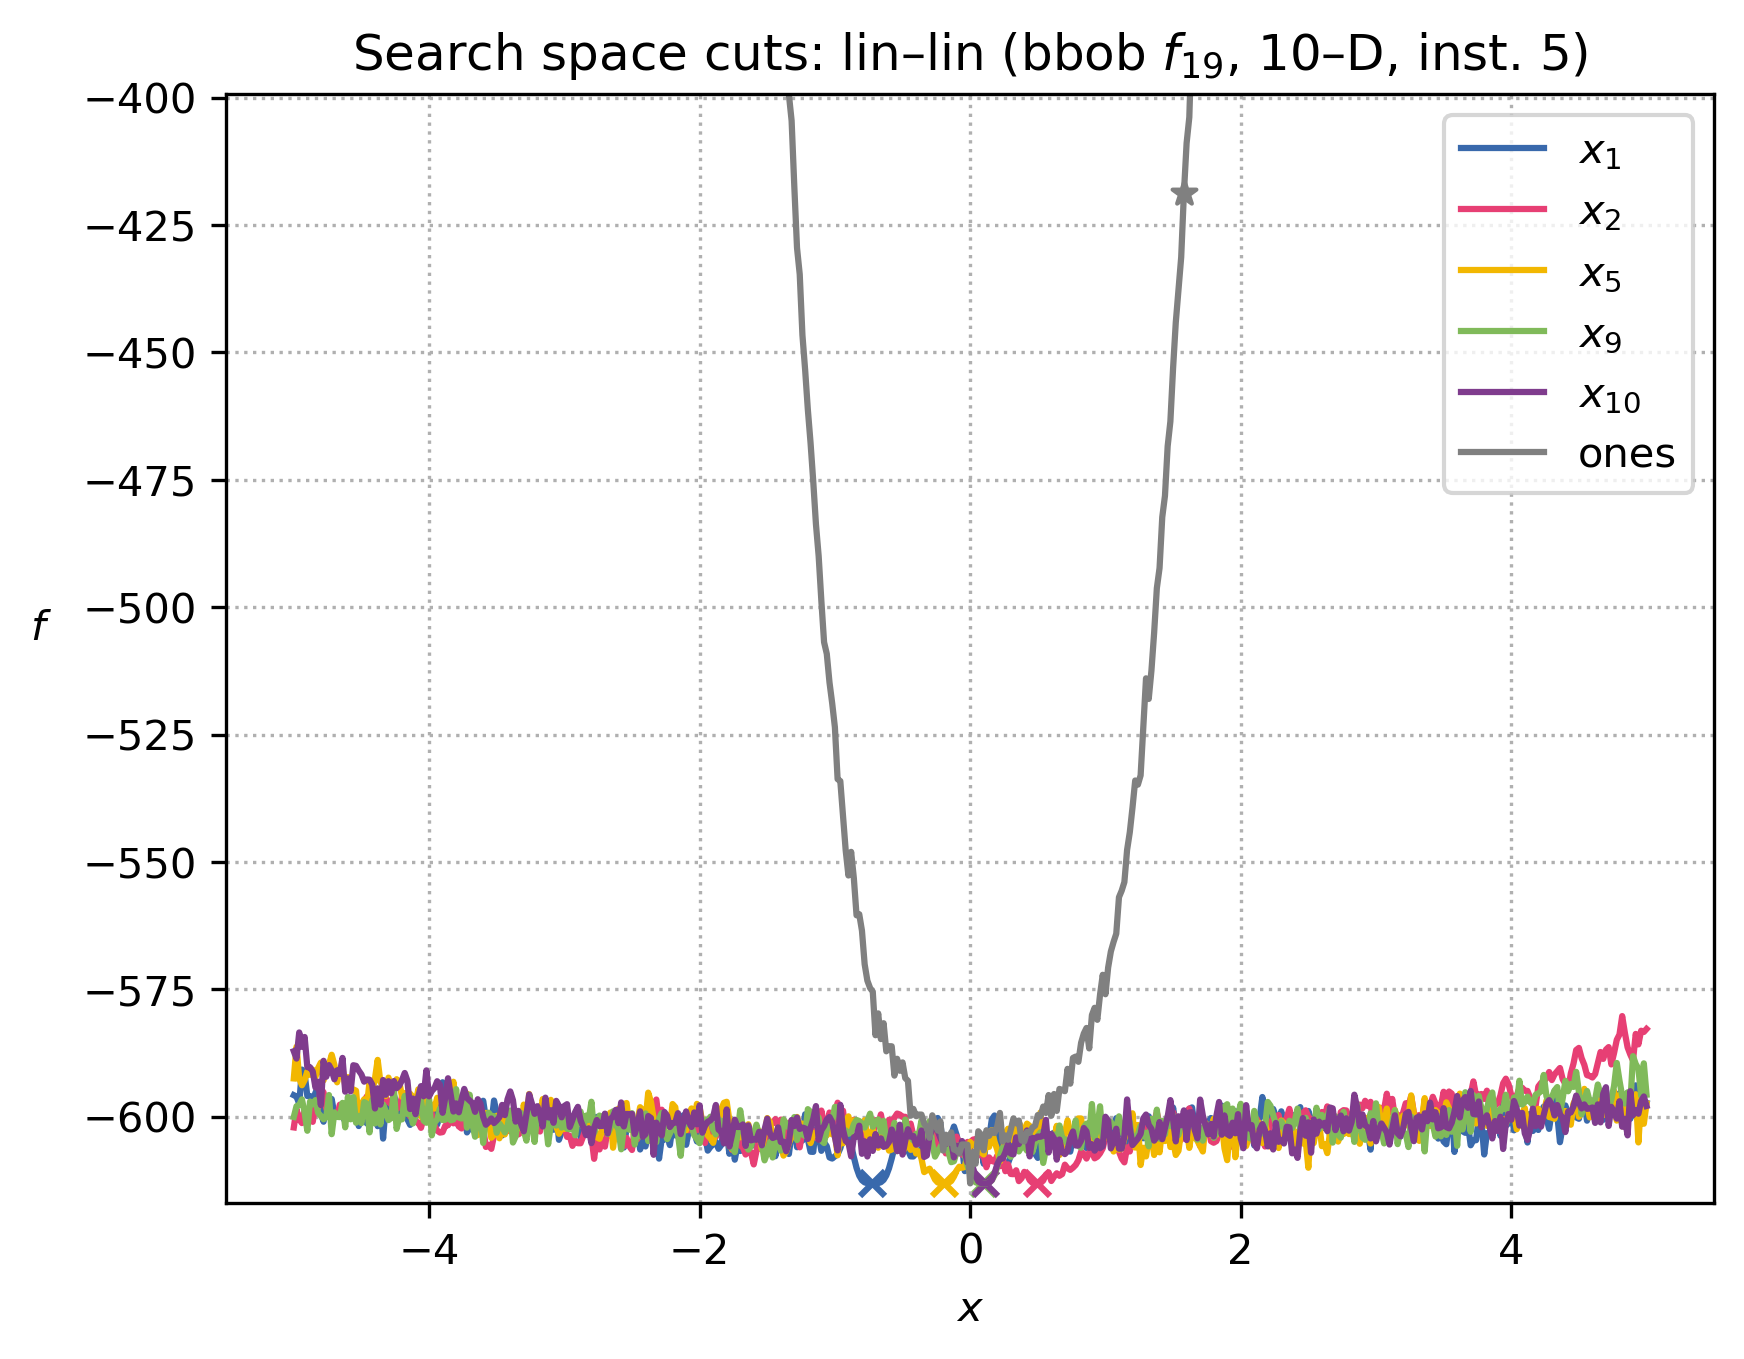 Search space cuts: lin–lin (bbob f₁₉, 10–D, inst. 5)
−400
−425
−450
−475
−500
−525
−550
−575
−600
f
x₁
x₂
x₅
x₉
x₁₀
ones
−4 −2 0 2 4
x